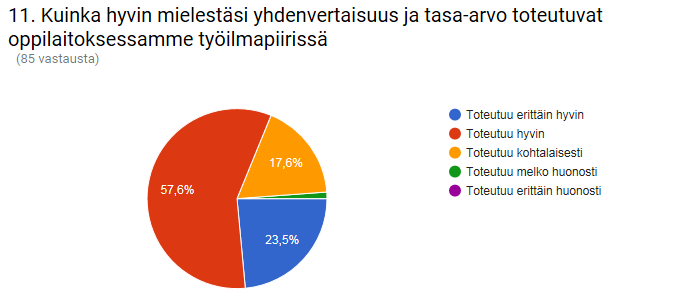 11. Kuinka hyvin mielestäsi yhdenvertaisuus ja tasa-arvo toteutuvat
oppilaitoksessamme työilmapiirissä
(85 vastausta)
Toteutuu erittäin hyvin
Toteutuu hyvin
Toteutuu kohtalaisesti
Toteutuu melko huonosti
Toteutuu erittäin huonosti
17,6%
57,6%
23,5%